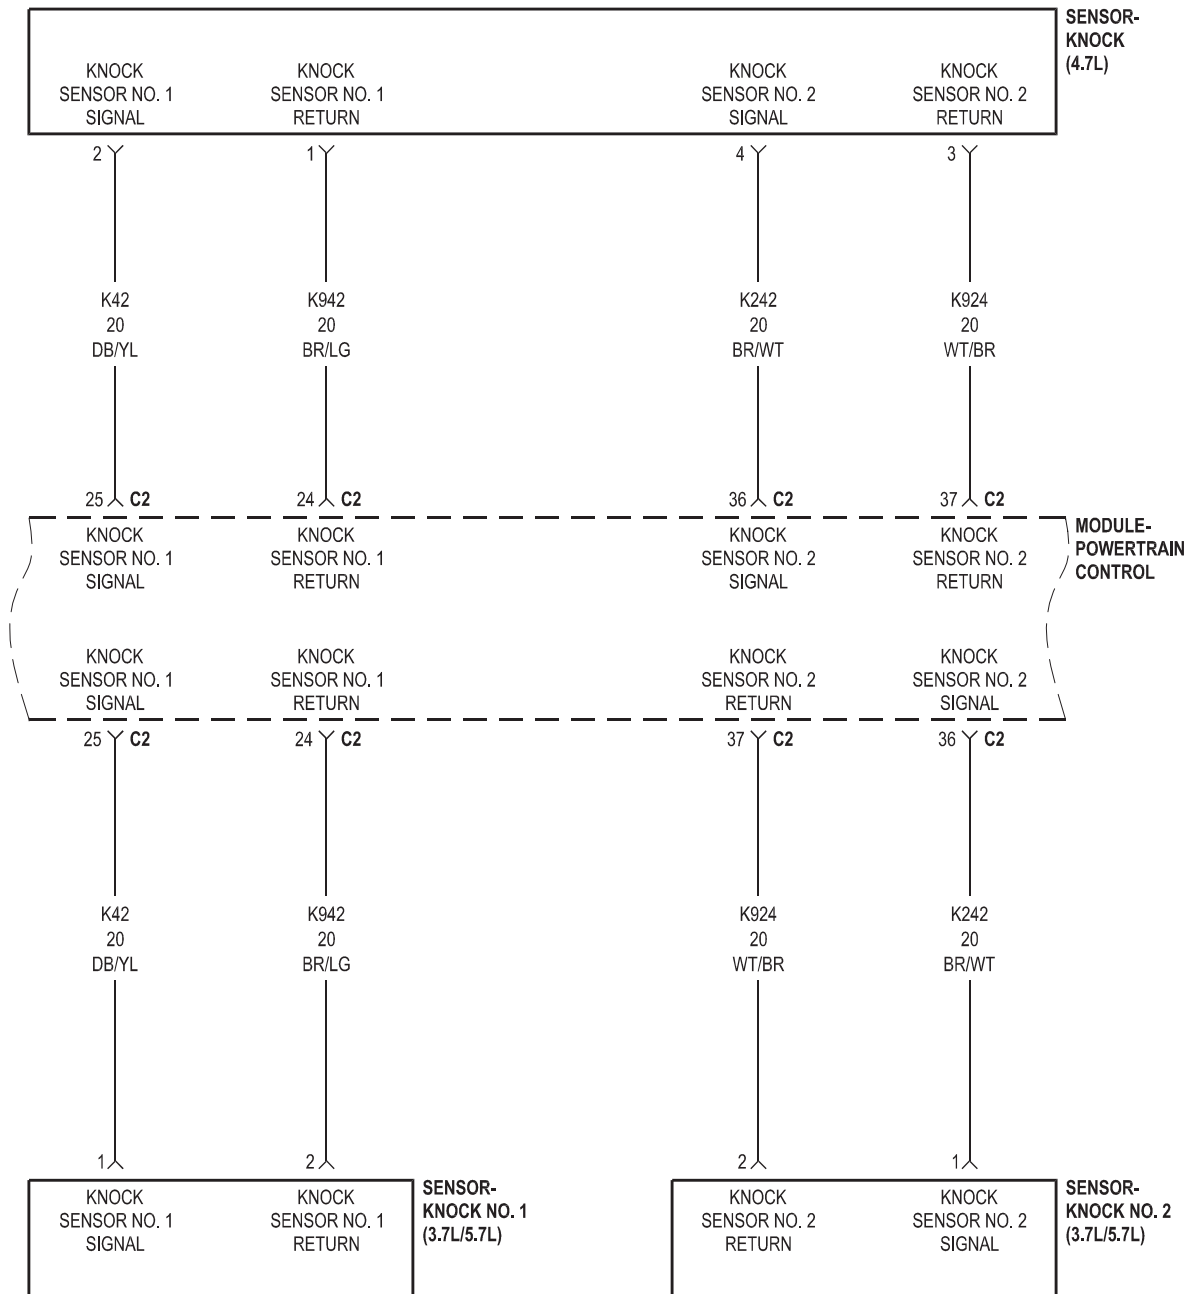 SENSOR-
KNOCK
(4.7L)
KNOCK
SENSOR NO. 1
SIGNAL
KNOCK
SENSOR NO. 1
RETURN
KNOCK
SENSOR NO. 2
SIGNAL
KNOCK
SENSOR NO. 2
RETURN
2
1
4
3
K42
20
DB/YL
K942
20
BR/LG
K242
20
BR/WT
K924
20
WT/BR
25 C2
24 C2
36 C2
37 C2
MODULE-
POWERTRAIN
CONTROL
KNOCK
SENSOR NO. 1
SIGNAL
KNOCK
SENSOR NO. 1
RETURN
KNOCK
SENSOR NO. 2
SIGNAL
KNOCK
SENSOR NO. 2
RETURN
KNOCK
SENSOR NO. 1
SIGNAL
KNOCK
SENSOR NO. 1
RETURN
KNOCK
SENSOR NO. 2
RETURN
KNOCK
SENSOR NO. 2
SIGNAL
25 C2
24 C2
37 C2
36 C2
K42
20
DB/YL
K942
20
BR/LG
K924
20
WT/BR
K242
20
BR/WT
1
2
2
1
KNOCK
SENSOR NO. 1
SIGNAL
KNOCK
SENSOR NO. 1
RETURN
SENSOR-
KNOCK NO. 1
(3.7L/5.7L)
KNOCK
SENSOR NO. 2
RETURN
KNOCK
SENSOR NO. 2
SIGNAL
SENSOR-
KNOCK NO. 2
(3.7L/5.7L)